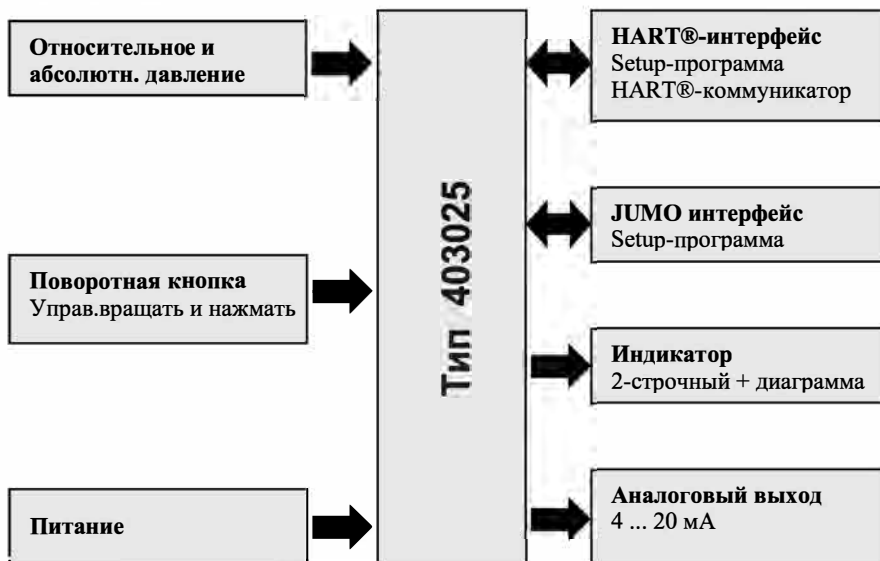 Относительное и
абсолютн. давление
Поворотная кнопка
Управ.вращать и нажмать
Питание
Тип 403025
HART®-интерфейс
Setup-программа
HART®-коммуникатор
JUMO интерфейс
Setup-программа
Индикатор
2-строчный + диаграмма
Аналоговый выход
4 ... 20 мА